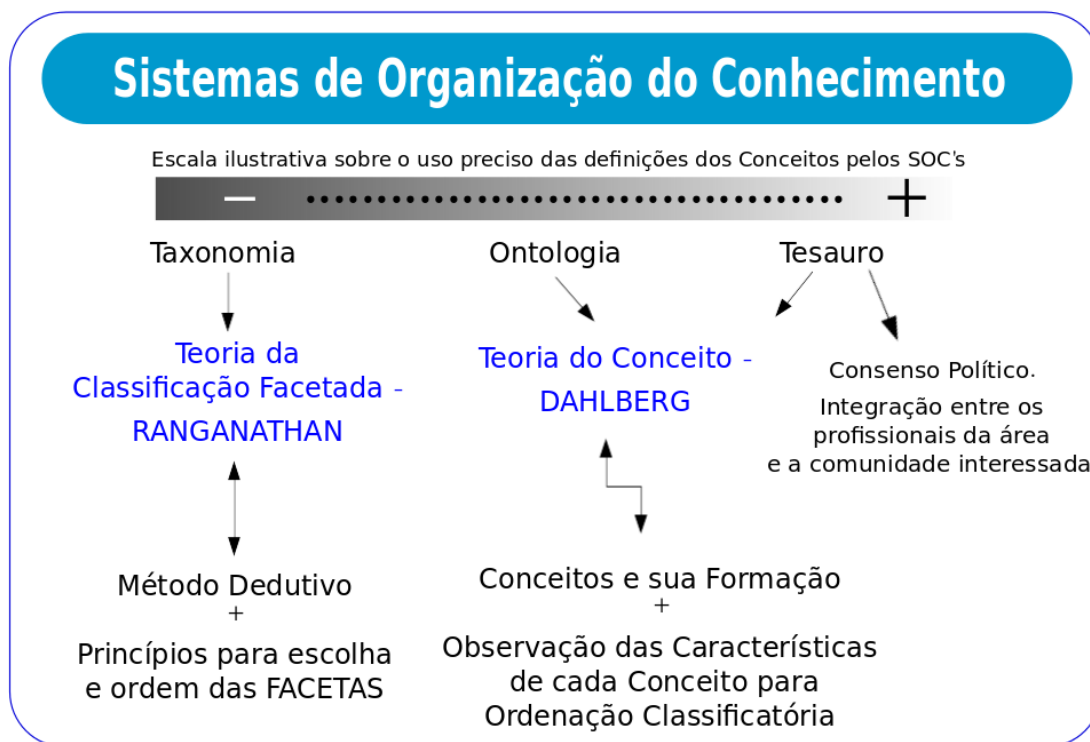 Sistemas de Organização do Conhecimento
Escala ilustrativa sobre o uso preciso das definições dos Conceitos pelos SOC's
Taxonomia
Ontologia
Tesauro
Teoria da
Classificação Facetada -
RANGANATHAN
Teoria do Conceito -
DAHLBERG
Consenso Político.
Integração entre os
profissionais da área
e a comunidade interessada
Método Dedutivo
+
Princípios para escolha
e ordem das FACETAS
Conceitos e sua Formação
+
Observação das Características
de cada Conceito para
Ordenação Classificatória